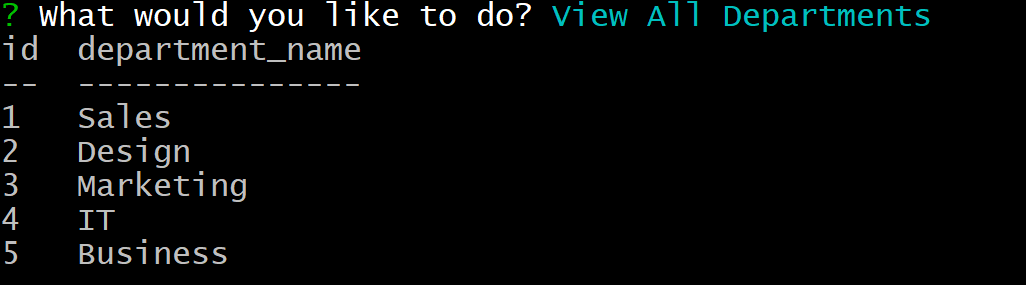 ? What would you like to do? View All Departments
id  department_name
--  ---------------
1   Sales
2   Design
3   Marketing
4   IT
5   Business